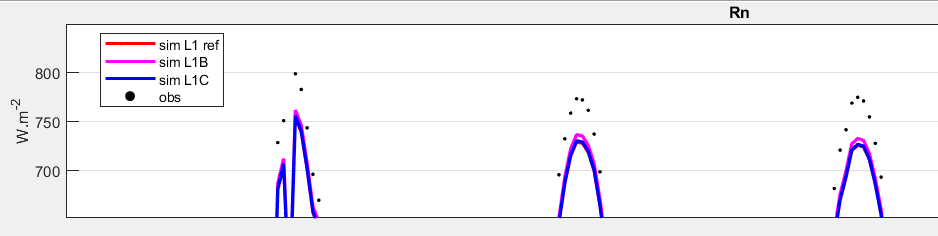 Rn
sim L1 ref
sim L1B
sim L1C
obs
W.m-2
800
750
700